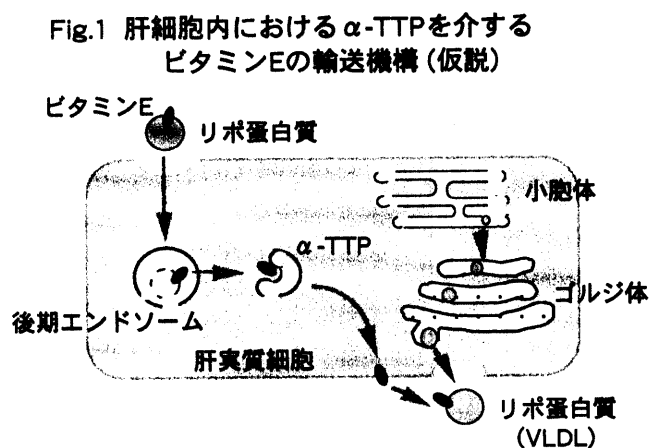 Fig.1 肝細胞内におけるα-TTPを介する
ビタミンEの輸送機構(仮説)
ビタミンE
リポ蛋白質
小胞体
α-TTP
ゴルジ体
後期エンドソーム
肝実質細胞
リポ蛋白質
(VLDL)